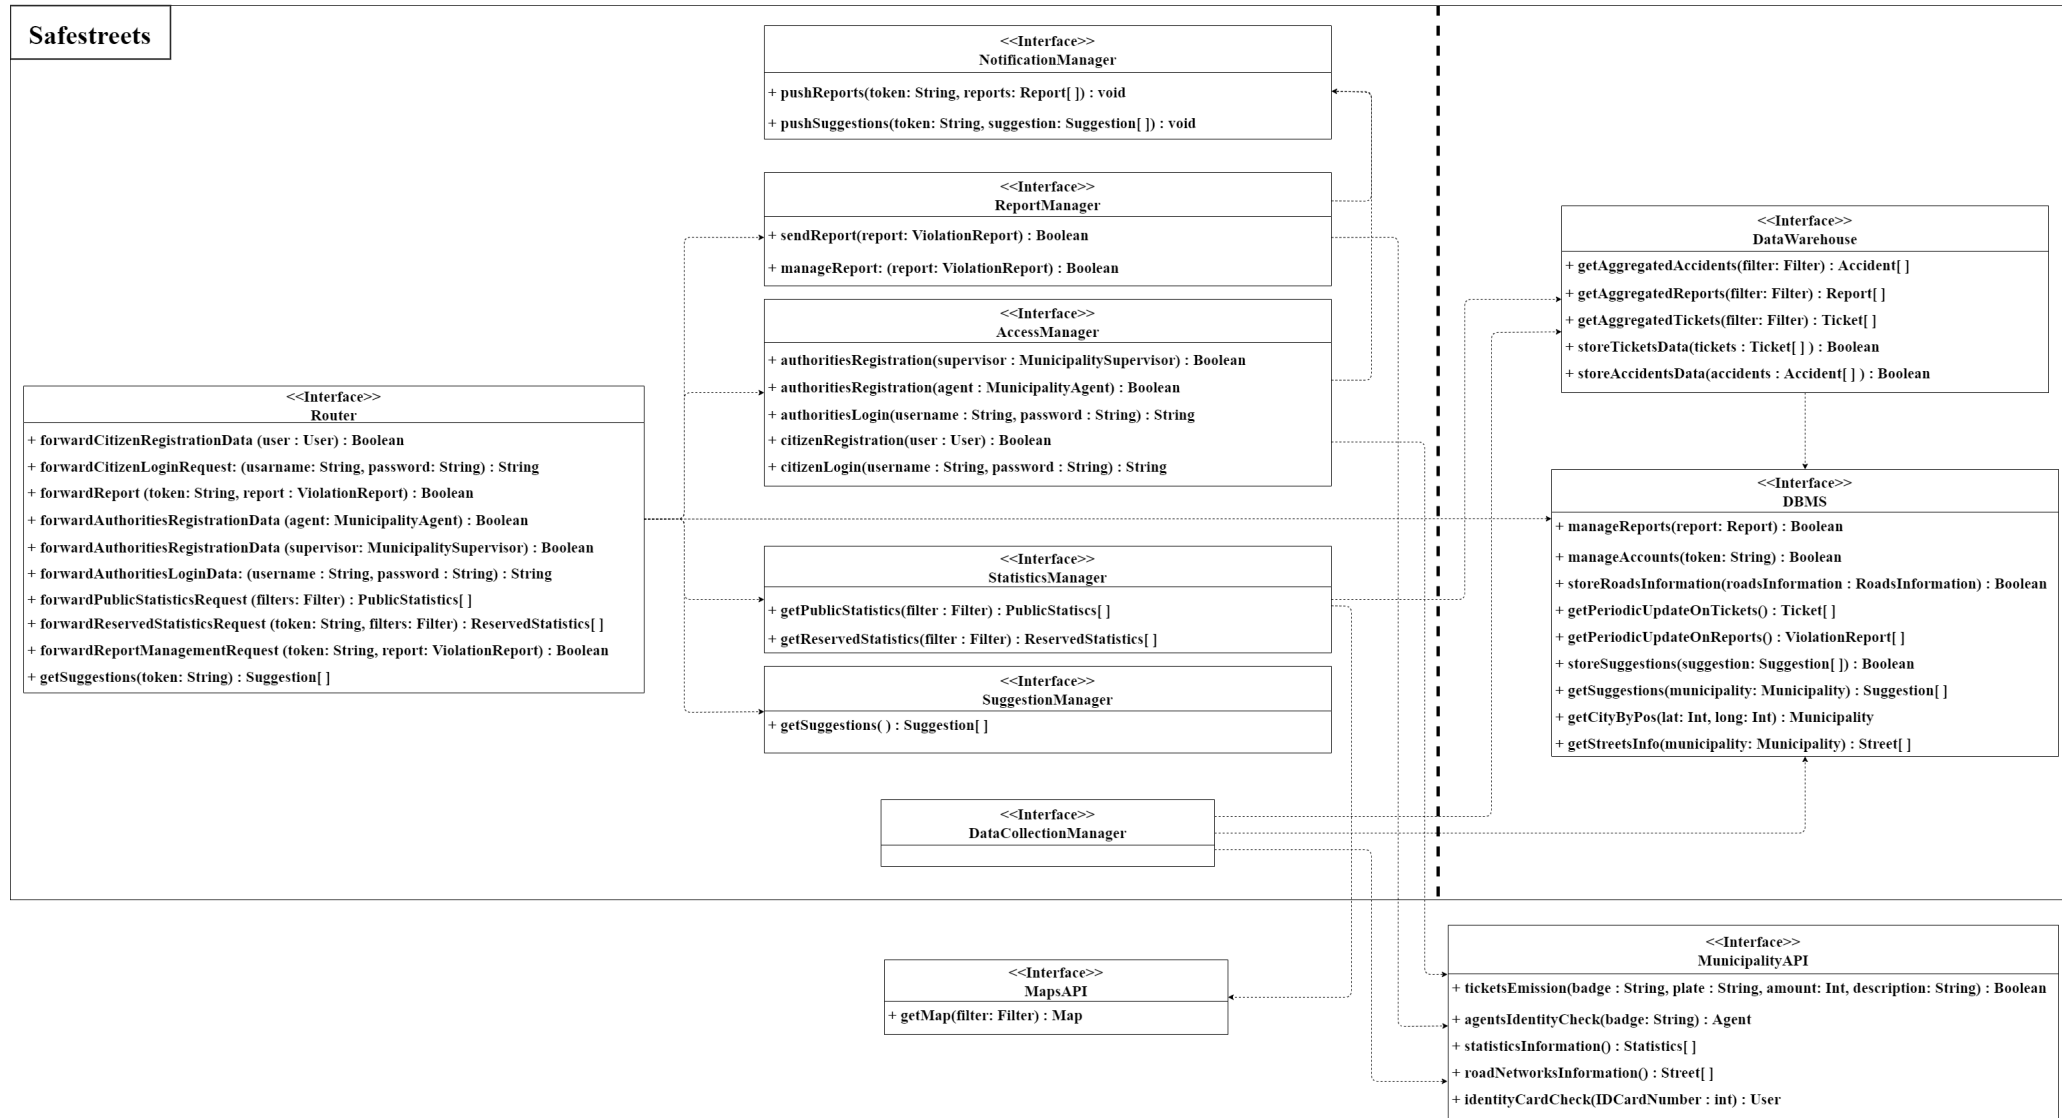 Safestreets
<<Interface>>
NotificationManager
+ pushReports(token: String, reports: Report[ ]) : void
+ pushSuggestions(token: String, suggestion: Suggestion[ ]) : void
<<Interface>>
ReportManager
+ sendReport(report: ViolationReport) : Boolean
+ manageReport: (report: ViolationReport) : Boolean
<<Interface>>
AccessManager
+ authoritiesRegistration(supervisor : MunicipalitySupervisor) : Boolean
+ authoritiesRegistration(agent : MunicipalityAgent) : Boolean
+ authoritiesLogin(username : String, password : String) : String
+ citizenRegistration(user : User) : Boolean
+ citizenLogin(username : String, password : String) : String
<<Interface>>
Router
+ forwardCitizenRegistrationData (user : User) : Boolean
+ forwardCitizenLoginRequest: (usarname: String, password: String) : String
+ forwardReport (token: String, report : ViolationReport) : Boolean
+ forwardAuthoritiesRegistrationData (agent: MunicipalityAgent) : Boolean
+ forwardAuthoritiesRegistrationData (supervisor: MunicipalitySupervisor) : Boolean
+ forwardAuthoritiesLoginData: (username : String, password : String) : String
+ forwardPublicStatisticsRequest (filters: Filter) : PublicStatistics[ ]
+ forwardReservedStatisticsRequest (token: String, filters: Filter) : ReservedStatistics[ ]
+ forwardReportManagementRequest (token: String, report: ViolationReport) : Boolean
+ getSuggestions(token: String) : Suggestion[ ]
<<Interface>>
StatisticsManager
+ getPublicStatistics(filter : Filter) : PublicStatiscs[ ]
+ getReservedStatistics(filter : Filter) : ReservedStatistics[ ]
<<Interface>>
SuggestionManager
+ getSuggestions( ) : Suggestion[ ]
<<Interface>>
DataCollectionManager
<<Interface>>
DataWarehouse
+ getAggregatedAccidents(filter: Filter) : Accident[ ]
+ getAggregatedReports(filter: Filter) : Report[ ]
+ getAggregatedTickets(filter: Filter) : Ticket[ ]
+ storeTicketsData(tickets : Ticket[ ] ) : Boolean
+ storeAccidentsData(accidents : Accident[ ] ) : Boolean
<<Interface>>
DBMS
+ manageReports(report: Report) : Boolean
+ manageAccounts(token: String) : Boolean
+ storeRoadsInformation(roadsInformation : RoadsInformation) : Boolean
+ getPeriodicUpdateOnTickets() : Ticket[ ]
+ getPeriodicUpdateOnReports() : ViolationReport[ ]
+ storeSuggestions(suggestion: Suggestion[ ]) : Boolean
+ getSuggestions(municipality: Municipality) : Suggestion[ ]
+ getCityByPos(lat: Int, long: Int) : Municipality
+ getStreetsInfo(municipality: Municipality) : Street[ ]
<<Interface>>
MapsAPI
+ getMap(filter: Filter) : Map
<<Interface>>
MunicipalityAPI
+ ticketsEmission(badge : String, plate : String, amount: Int, description: String) : Boolean
+ agentsIdentityCheck(badge: String) : Agent
+ statisticsInformation() : Statistics[ ]
+ roadNetworksInformation() : Street[ ]
+ identityCardCheck(IDCardNumber : int) : User